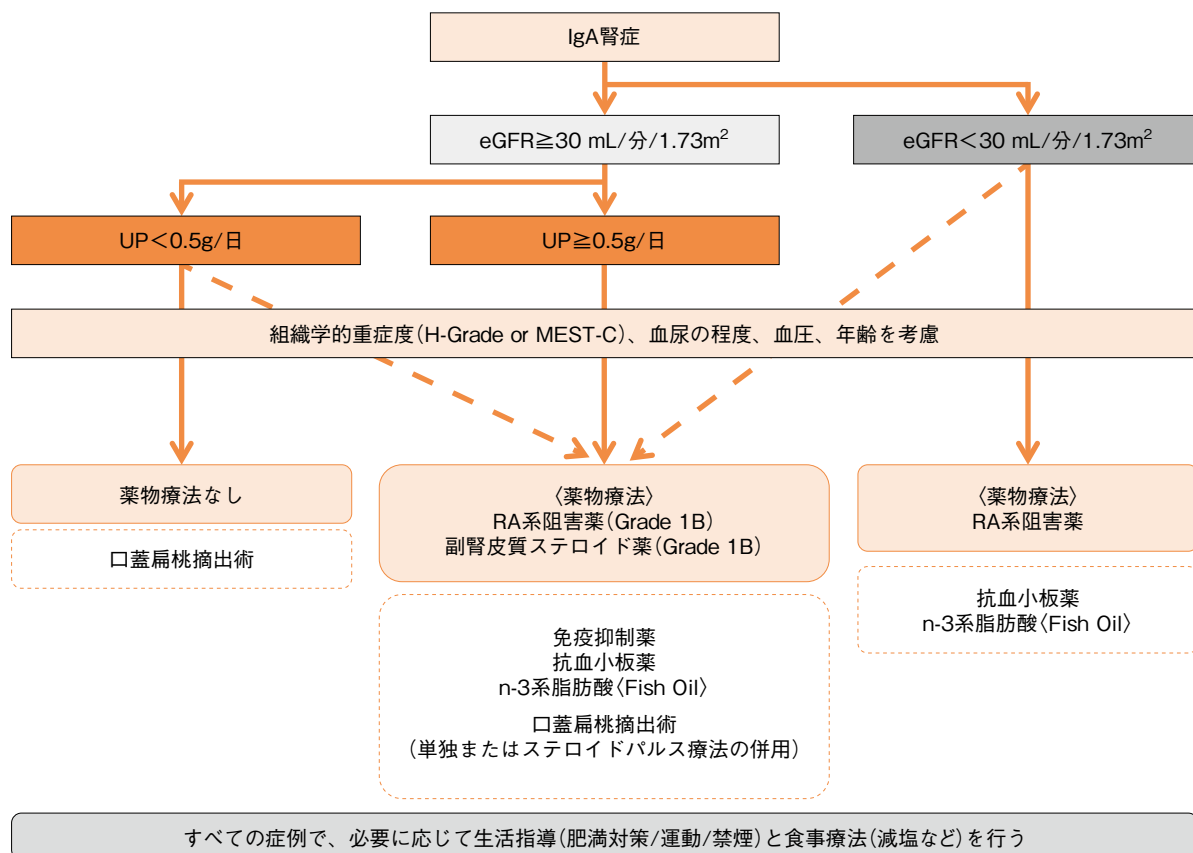 IgA腎症
eGFR≧30 mL/分/1.73m²
eGFR＜30 mL/分/1.73m²
UP＜0.5g/日
UP≧0.5g/日
組織学的重症度(H-Grade or MEST-C)、血尿の程度、血圧、年齢を考慮
薬物療法なし
口蓋扁桃摘出術
〈薬物療法〉
RA系阻害薬(Grade 1B)
副腎皮質ステロイド薬(Grade 1B)
免疫抑制薬
抗血小板薬
n-3系脂肪酸〈Fish Oil〉
口蓋扁桃摘出術
(単独またはステロイドパルス療法の併用)
〈薬物療法〉
RA系阻害薬
抗血小板薬
n-3系脂肪酸〈Fish Oil〉
すべての症例で、必要に応じて生活指導(肥満対策/運動/禁煙)と食事療法(減塩など)を行う